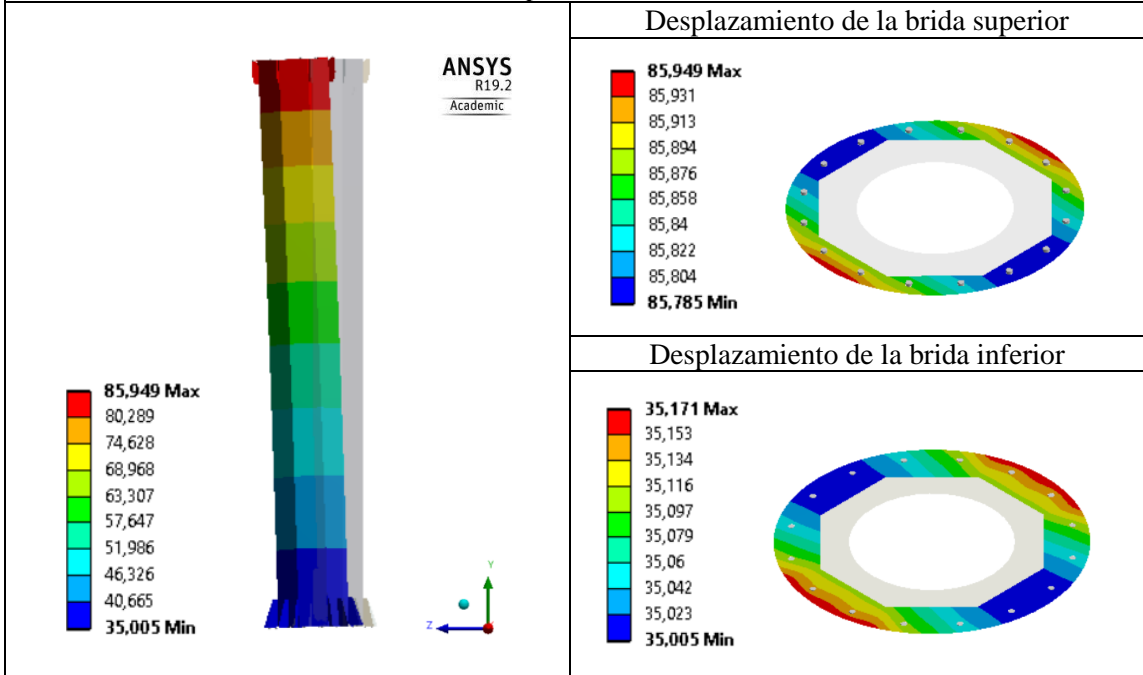 ANSYS
R19.2
Academic
85,949 Max
80,289
74,628
68,968
63,307
57,647
51,986
46,326
40,665
35,005 Min
Y
Z
Desplazamiento de la brida superior
85,949 Max
85,931
85,913
85,894
85,876
85,858
85,84
85,822
85,804
85,785 Min
Desplazamiento de la brida inferior
35,171 Max
35,153
35,134
35,116
35,097
35,079
35,06
35,042
35,023
35,005 Min